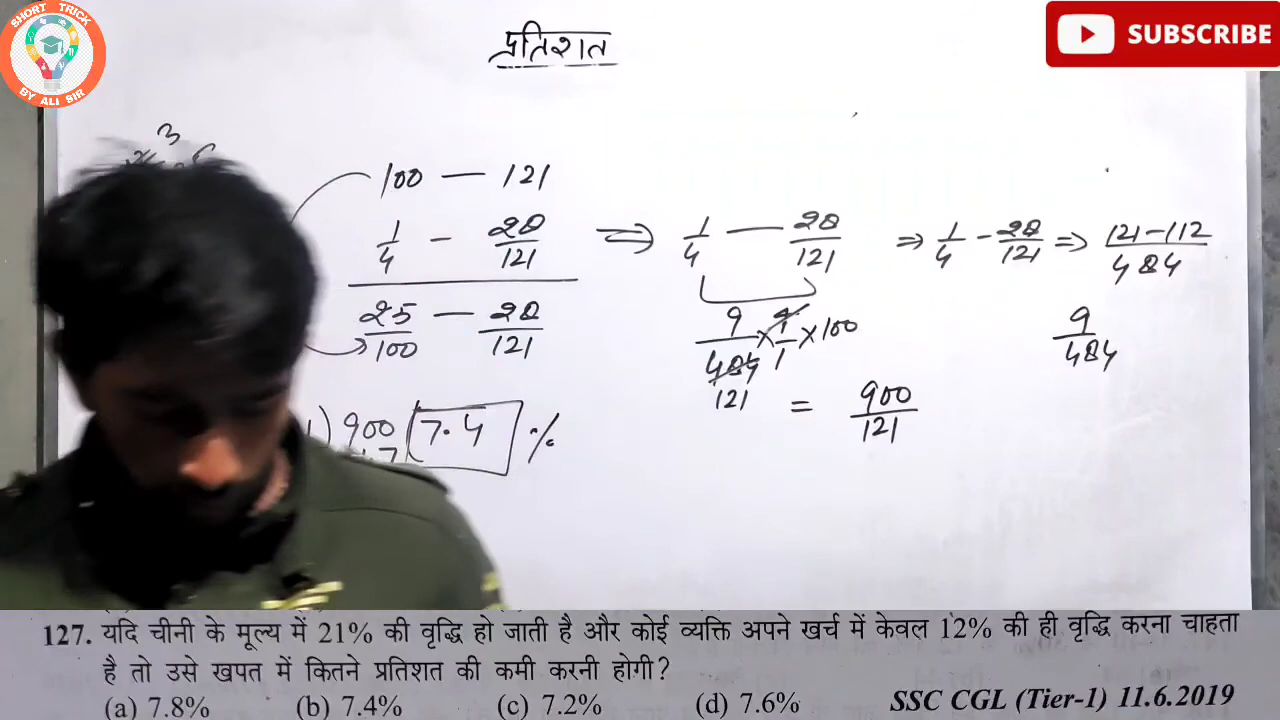 SHORT TRICK
BY ALI SIR
SUBSCRIBE
प्रतिशत
3
100 — 121
1/4 - 28/121 ⇒ 1/4 — 28/121 ⇒ 1/4 - 28/121 ⇒ 121-112/484
25/100 — 28/121
9/484 × 4/1 × 100
121
9/484
= 900/121
) 900 ( 7.4 %
127. यदि चीनी के मूल्य में 21% की वृद्धि हो जाती है और कोई व्यक्ति अपने खर्च में केवल 12% की ही वृद्धि करना चाहता
है तो उसे खपत में कितने प्रतिशत की कमी करनी होगी?
(a) 7.8% (b) 7.4% (c) 7.2% (d) 7.6% SSC CGL (Tier-1) 11.6.2019